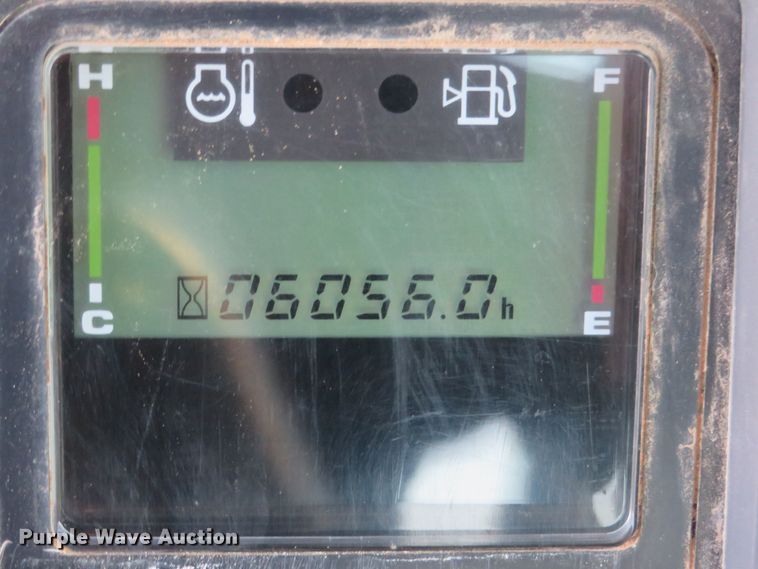 H F
06056.0h
C E
Purple Wave Auction